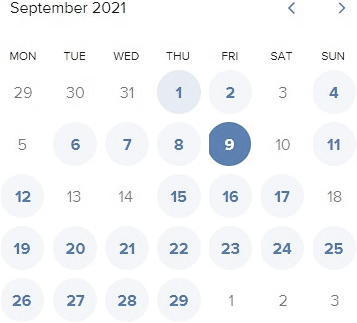 September 2021
MON TUE WED THU FRI SAT SUN
29 30 31 1 2 3 4
5 6 7 8 9 10 11
12 13 14 15 16 17 18
19 20 21 22 23 24 25
26 27 28 29 1 2 3